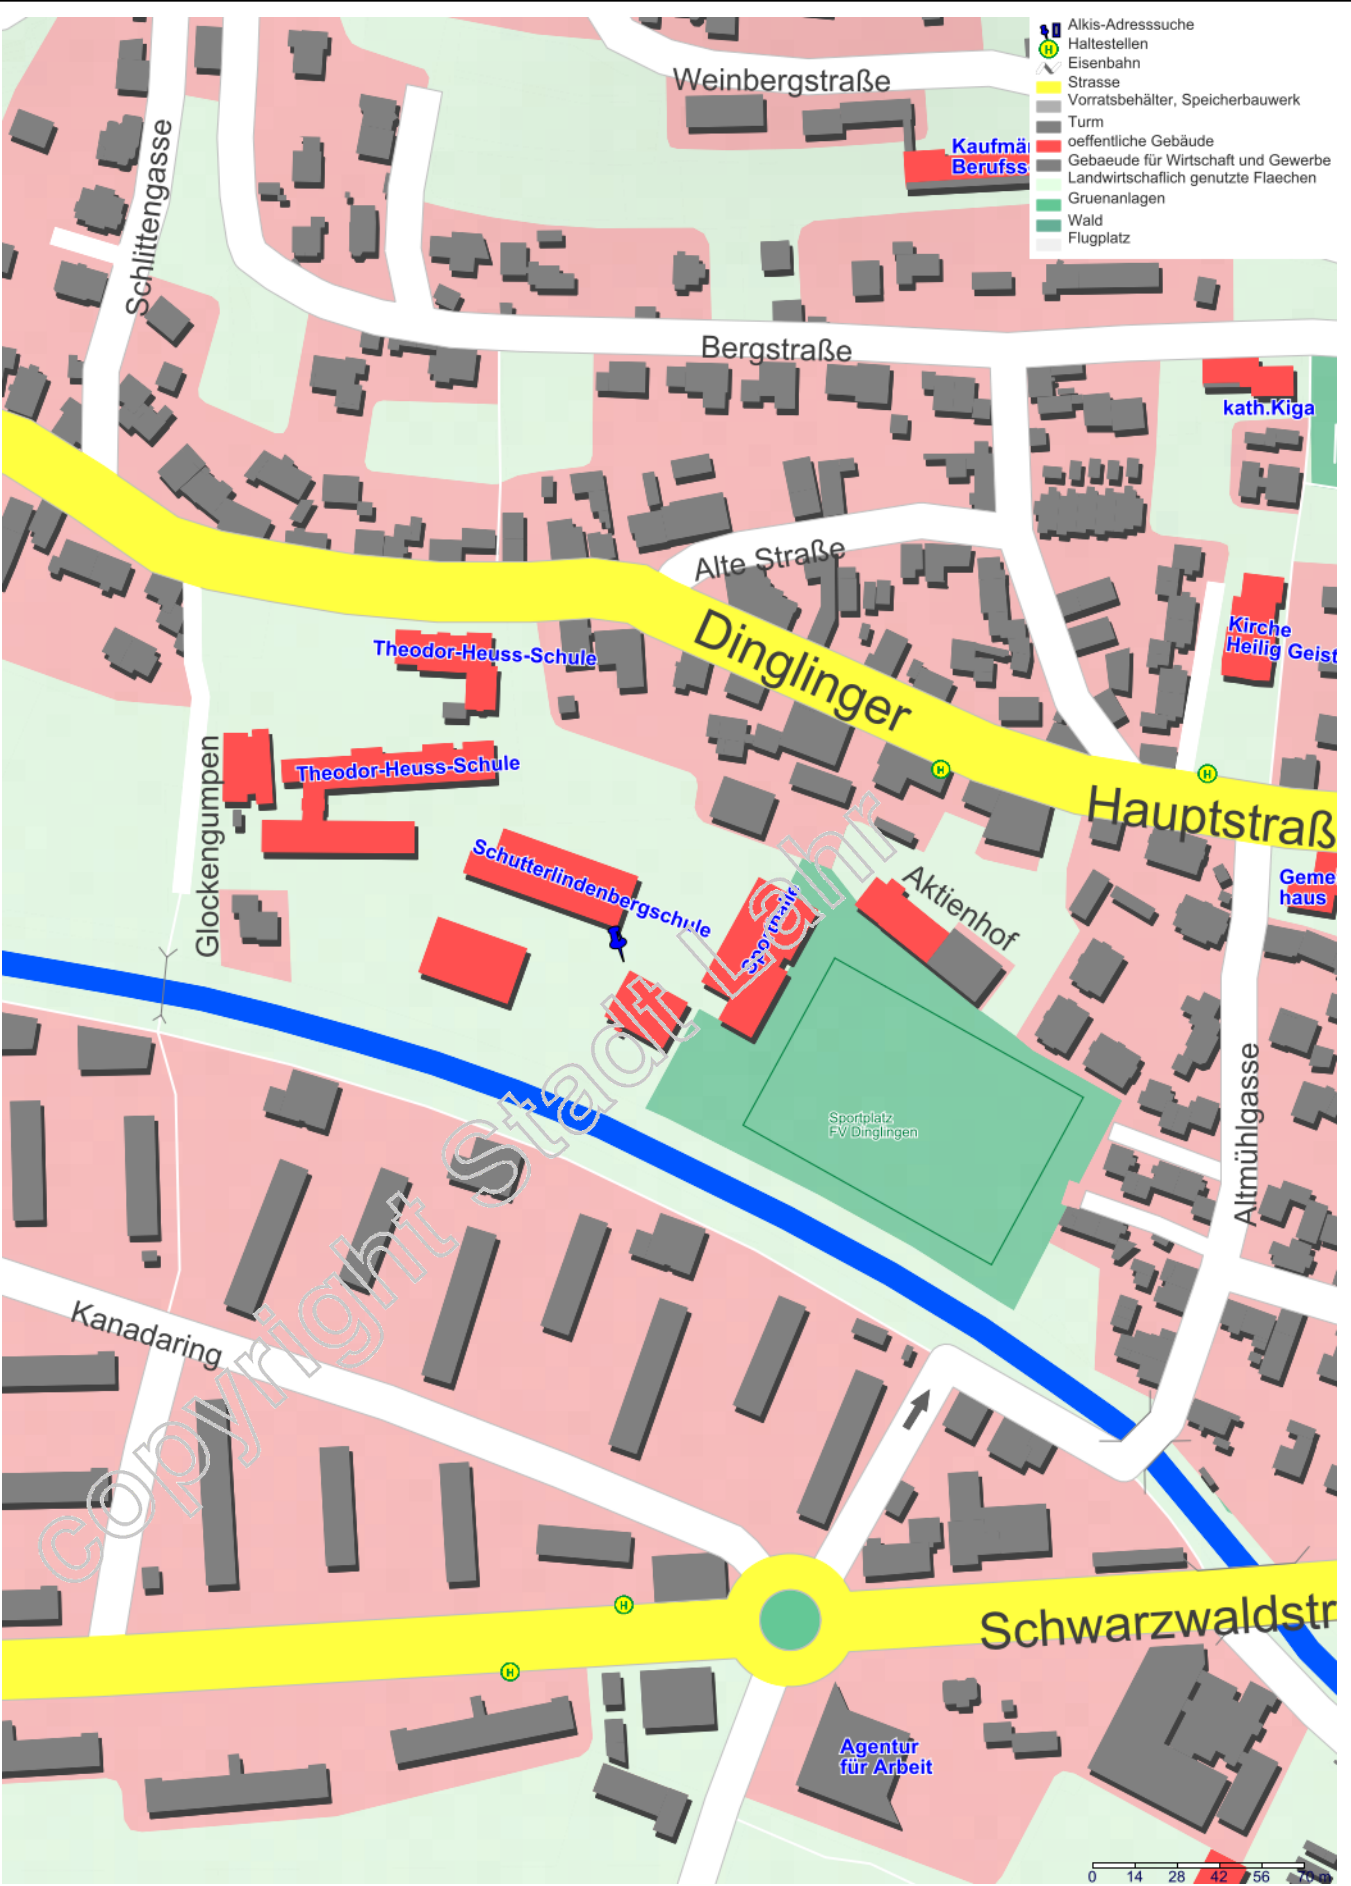 Alkis-Adresssuche
Haltestellen
Eisenbahn
Strasse
Vorratsbehälter, Speicherbauwerk
Turm
oeffentliche Gebäude
Gebaeude für Wirtschaft und Gewerbe
Landwirtschaflich genutzte Flaechen
Gruenanlagen
Wald
Flugplatz
Weinbergstraße
Kaufmä
Berufss
Schlittengasse
Bergstraße
kath.Kiga
Alte Straße
Dinglinger
Kirche
Heilig Geist
Theodor-Heuss-Schule
Theodor-Heuss-Schule
Glockengumpen
H
H
Hauptstraß
Schutterlindenbergschule
Sporthalle
Aktienhof
Geme
haus
Sportplatz
FV Dinglingen
Altmühlgasse
Kanadaring
copyright Stadt Lahr
H
H
Schwarzwaldstr
Agentur
für Arbeit
0 14 28 42 56 70 m